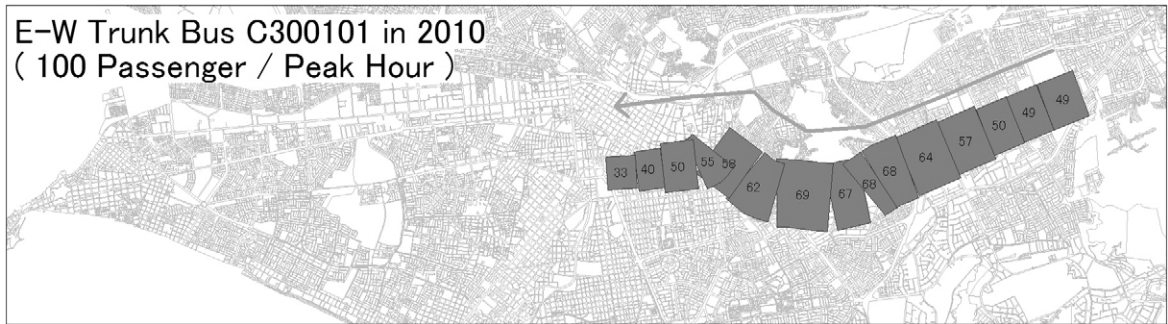 E-W Trunk Bus C300101 in 2010
( 100 Passenger / Peak Hour )
33 40 50 55 58 62 69 67 68 68 64 57 50 49 49